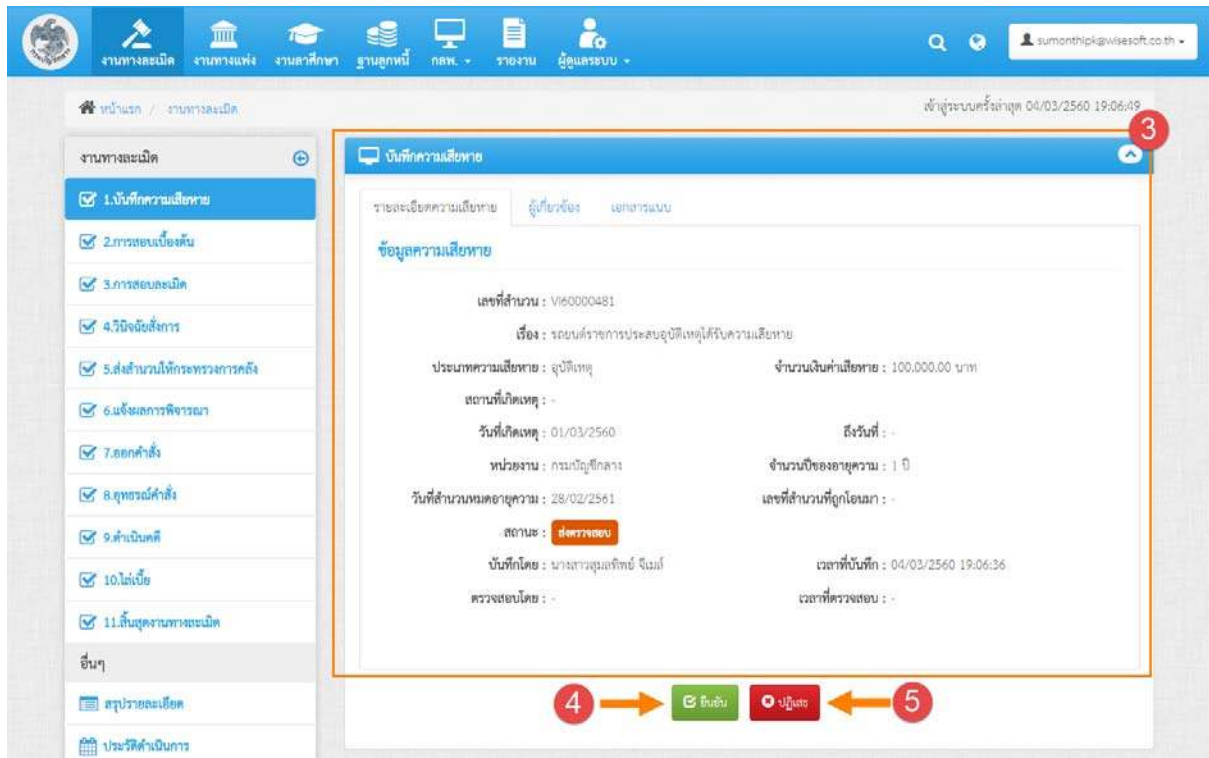 งานทางละเมิด งานทางแพ่ง งานลาศึกษา ฐานลูกหนี้ กลพ. รายงาน ผู้ดูแลระบบ sumonthipk@wisesoft.co.th
หน้าแรก / งานทางละเมิด เข้าสู่ระบบครั้งล่าสุด 04/03/2560 19:06:49
3
งานทางละเมิด บันทึกความเสียหาย
1.บันทึกความเสียหาย รายละเอียดความเสียหาย ผู้เกี่ยวข้อง เอกสารแนบ
2.การสอบเบื้องต้น ข้อมูลความเสียหาย
3.การสอบละเมิด
เลขที่สำนวน : VI60000481
4.วินิจฉัยสั่งการ เรื่อง : รถยนต์ราชการประสบอุบัติเหตุได้รับความเสียหาย
5.ส่งสำนวนให้กระทรวงการคลัง ประเภทความเสียหาย : อุบัติเหตุ จำนวนเงินค่าเสียหาย : 100,000.00 บาท
สถานที่เกิดเหตุ : -
6.แจ้งผลการพิจารณา วันที่เกิดเหตุ : 01/03/2560 ถึงวันที่ : -
7.ออกคำสั่ง หน่วยงาน : กรมบัญชีกลาง จำนวนปีของอายุความ : 1 ปี
8.อุทธรณ์คำสั่ง วันที่สำนวนหมดอายุความ : 28/02/2561 เลขที่สำนวนที่ถูกโอนมา : -
9.ดำเนินคดี สถานะ : ส่งตรวจสอบ
บันทึกโดย : นางสาวสุมลทิพย์ จีเมล์ เวลาที่บันทึก : 04/03/2560 19:06:36
10.ไล่เบี้ย ตรวจสอบโดย : - เวลาที่ตรวจสอบ : -
11.สิ้นสุดงานทางละเมิด
อื่นๆ
สรุปรายละเอียด 4 ยืนยัน ปฏิเสธ 5
ประวัติดำเนินการ